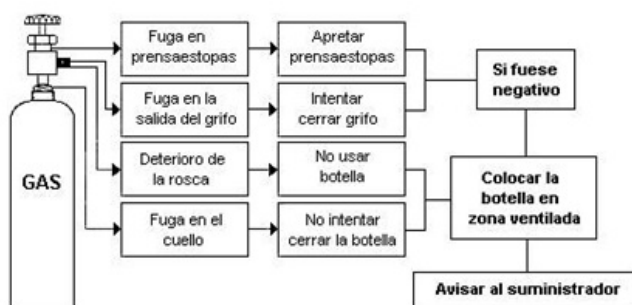 GAS
Fuga en
prensaestopas
Apretar
prensaestopas
Fuga en la
salida del grifo
Intentar
cerrar grifo
Deterioro de
la rosca
No usar
botella
Fuga en el
cuello
No intentar
cerrar la botella
Si fuese
negativo
Colocar la
botella en
zona ventilada
Avisar al suministrador